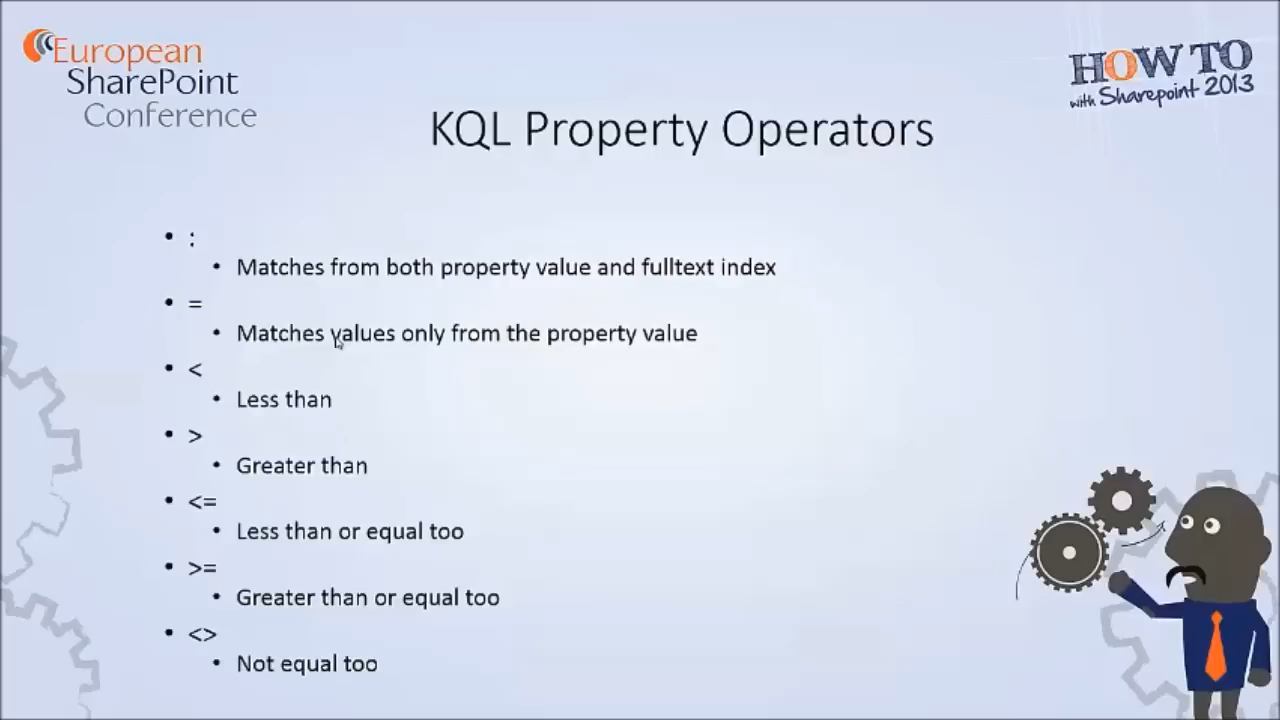 European
SharePoint
Conference
HOW TO
with Sharepoint 2013
KQL Property Operators
• :
• Matches from both property value and fulltext index
• =
• Matches values only from the property value
• <
• Less than
• >
• Greater than
• <=
• Less than or equal too
• >=
• Greater than or equal too
• <>
• Not equal too